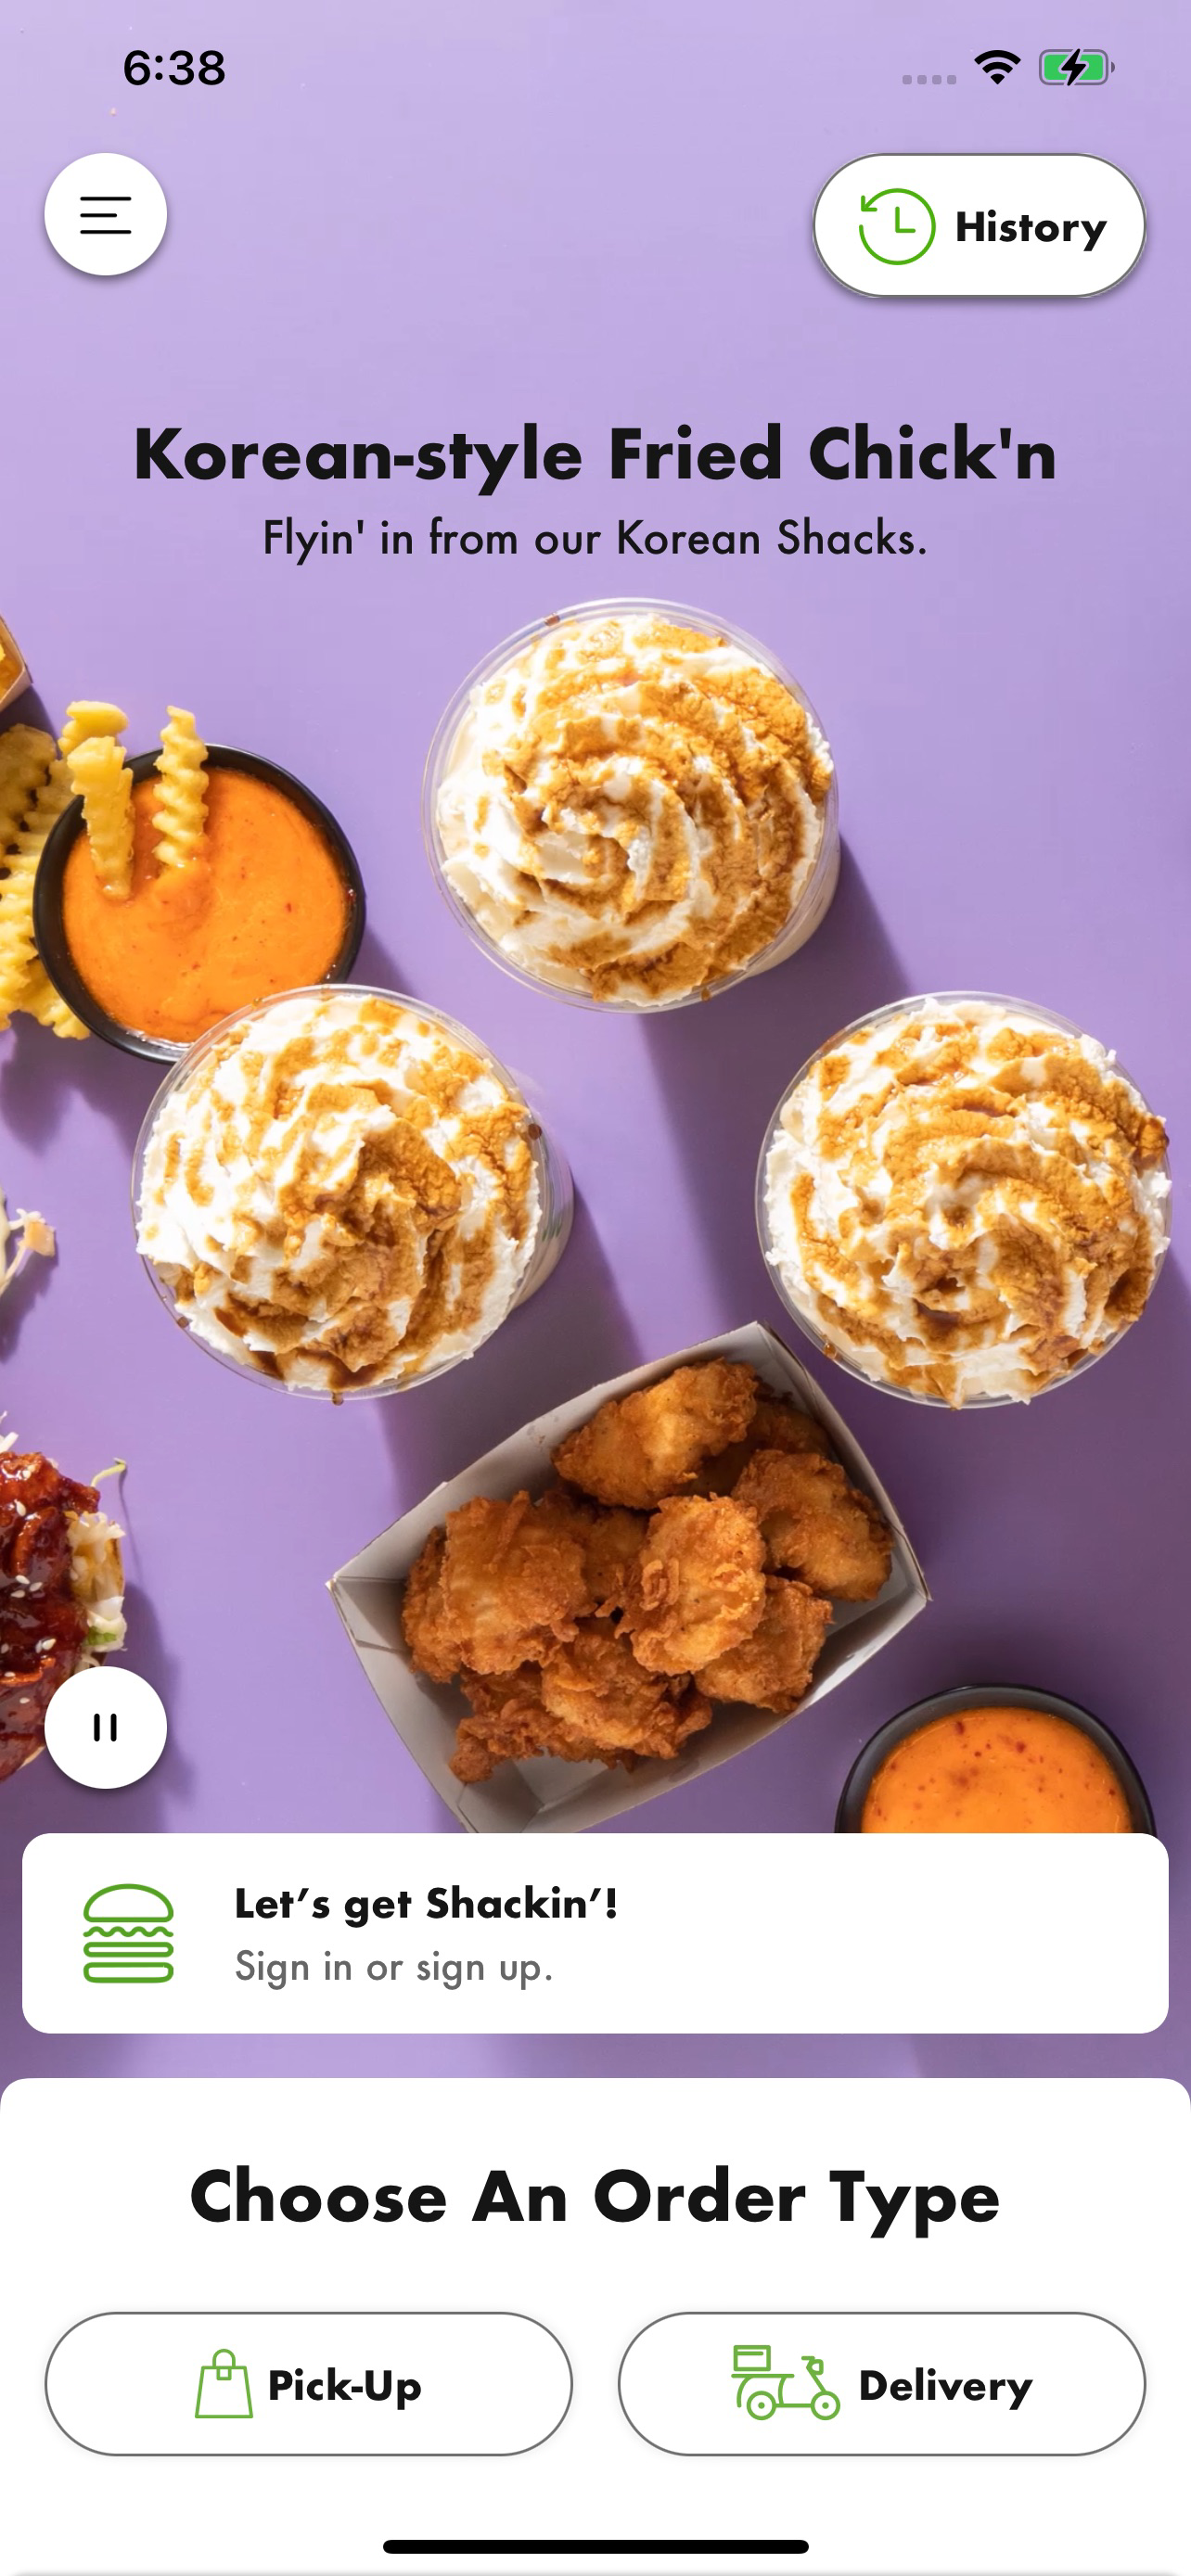 6:38
History
Korean-style Fried Chick'n
Flyin' in from our Korean Shacks.
Let’s get Shackin’!
Sign in or sign up.
Choose An Order Type
Pick-Up
Delivery